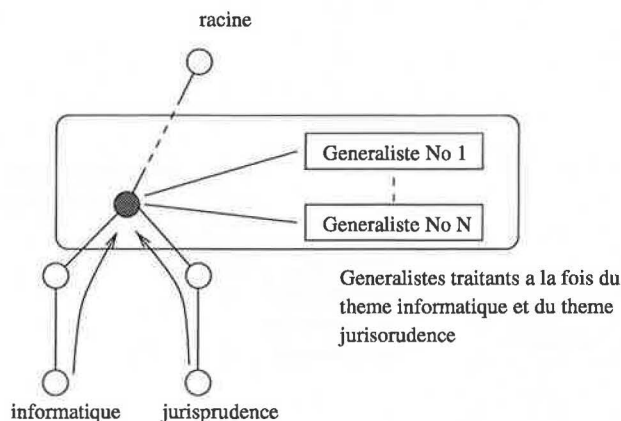 racine
Generaliste No 1
Generaliste No N
Generalistes traitants a la fois du
theme informatique et du theme
jurisorudence
informatique
jurisprudence